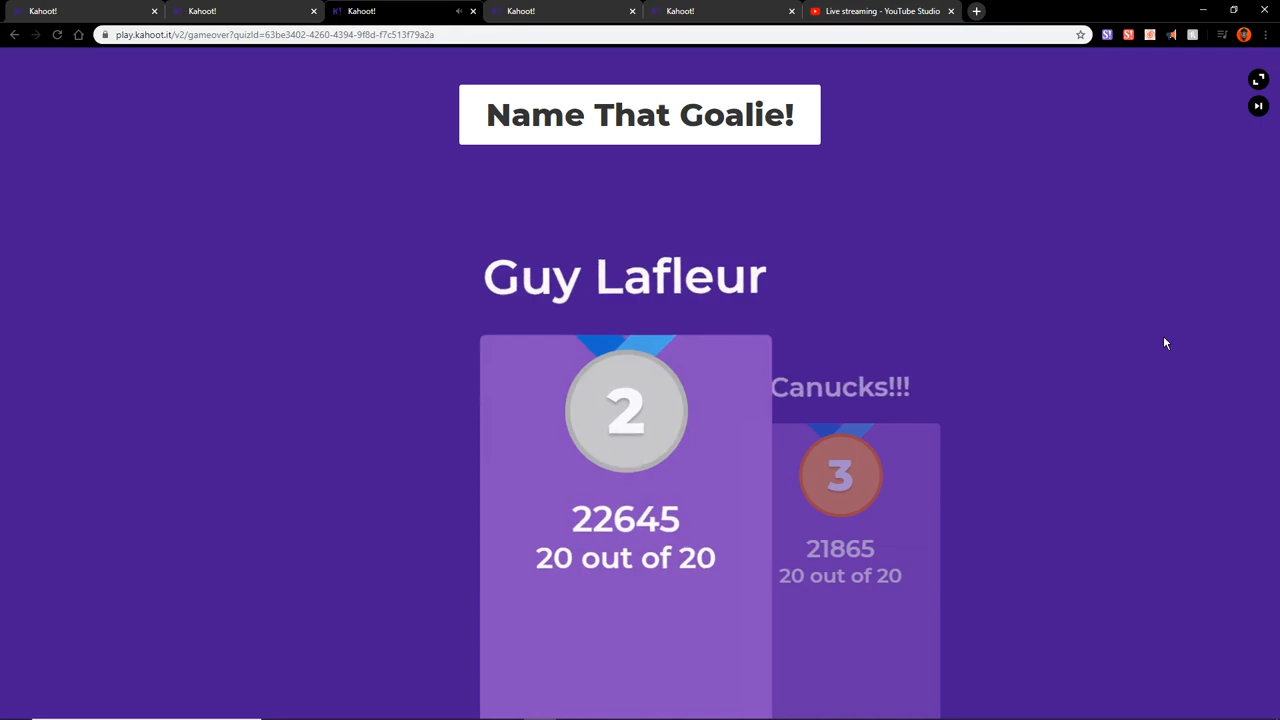 Kahoot!
Kahoot!
Kahoot!
Kahoot!
Kahoot!
Live streaming - YouTube Studio
play.kahoot.it/v2/gameover?quizId=63be3402-4260-4394-9f8d-f7c513f79a2a
Name That Goalie!
Guy Lafleur
2
22645
20 out of 20
Canucks!!!
3
21865
20 out of 20